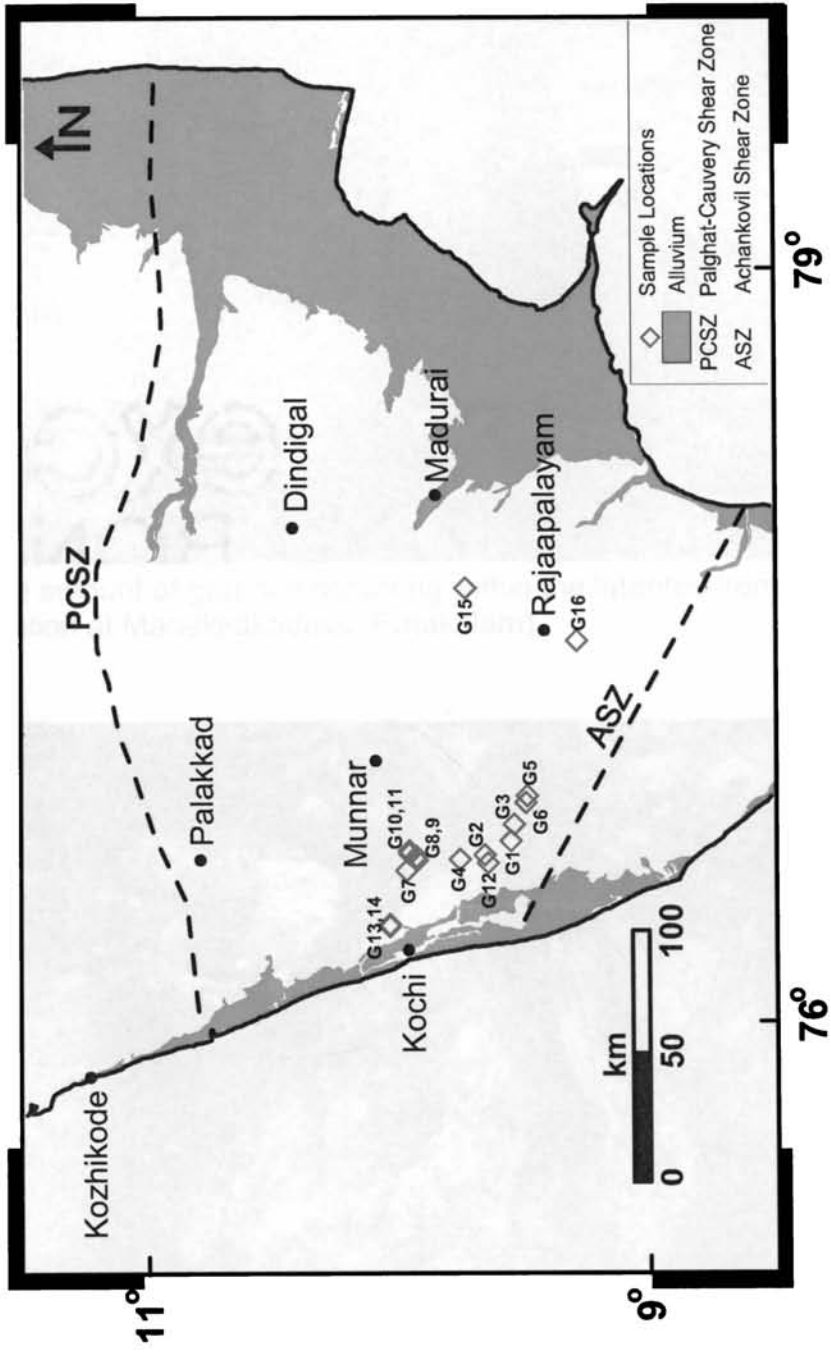 11°
9°
76°
79°
N
Kozhikode
PCSZ
Palakkad
Dindigal
Munnar
Madurai
G10,11
G7
G8,9
G13,14
Kochi
G4
G2
G12
G1
G3
G6
G5
G15
Rajaapalayam
G16
ASZ
km
0 50 100
Sample Locations
Alluvium
PCSZ Palghat-Cauvery Shear Zone
ASZ Achankovil Shear Zone